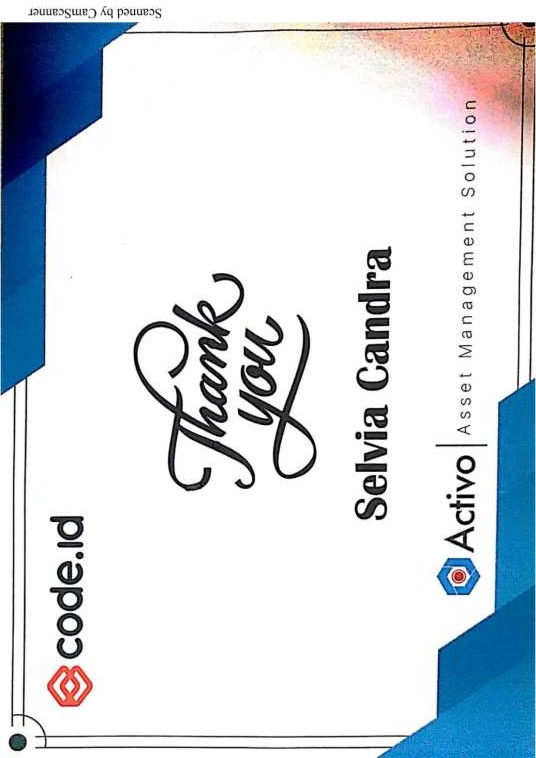 code.id
Thank
you
Selvia Candra
Activo | Asset Management Solution
Scanned by CamScanner